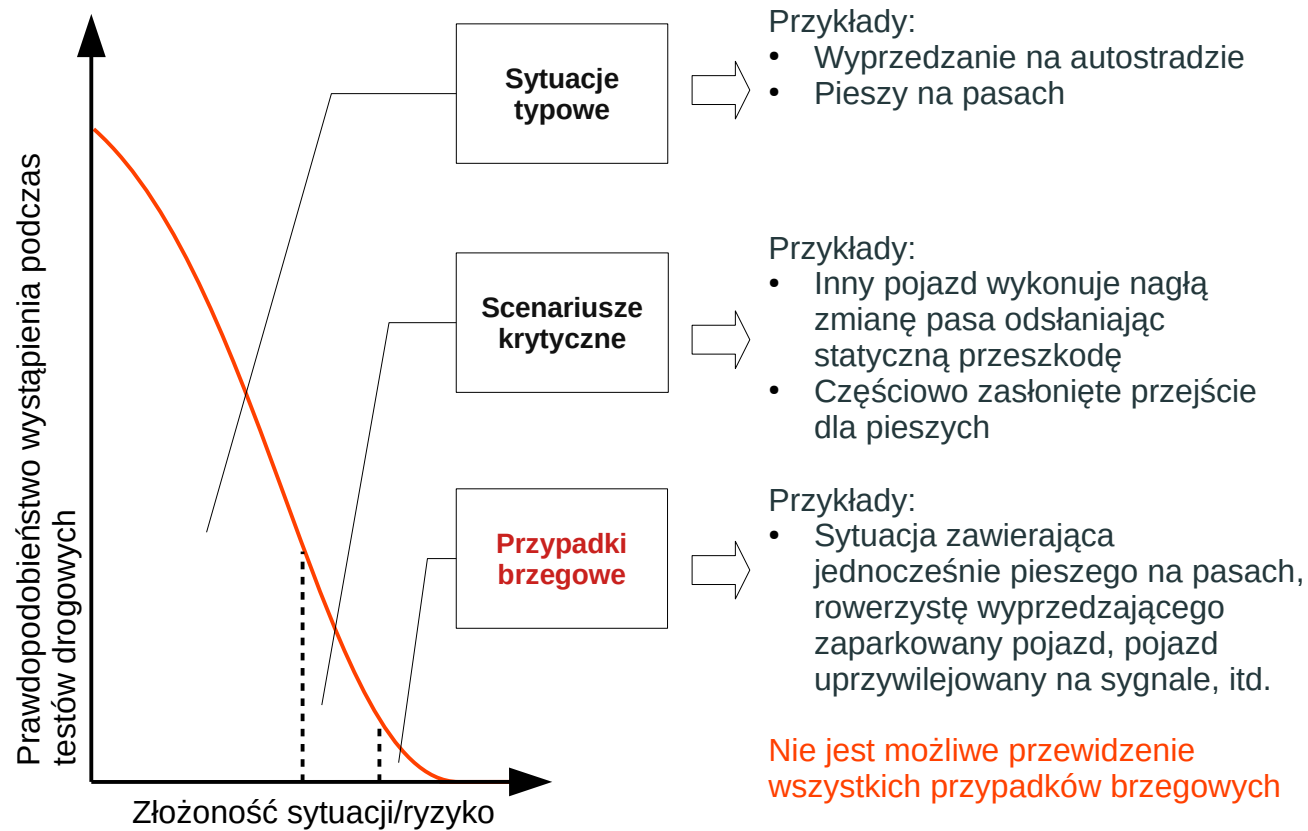 Prawdopodobieństwo wystąpienia podczas
testów drogowych
Złożoność sytuacji/ryzyko
Sytuacje
typowe
Przykłady:
• Wyprzedzanie na autostradzie
• Pieszy na pasach
Scenariusze
krytyczne
Przykłady:
• Inny pojazd wykonuje nagłą
zmianę pasa odsłaniając
statyczną przeszkodę
• Częściowo zasłonięte przejście
dla pieszych
Przypadki
brzegowe
Przykłady:
• Sytuacja zawierająca
jednocześnie pieszego na pasach,
rowerzystę wyprzedzającego
zaparkowany pojazd, pojazd
uprzywilejowany na sygnale, itd.
Nie jest możliwe przewidzenie
wszystkich przypadków brzegowych